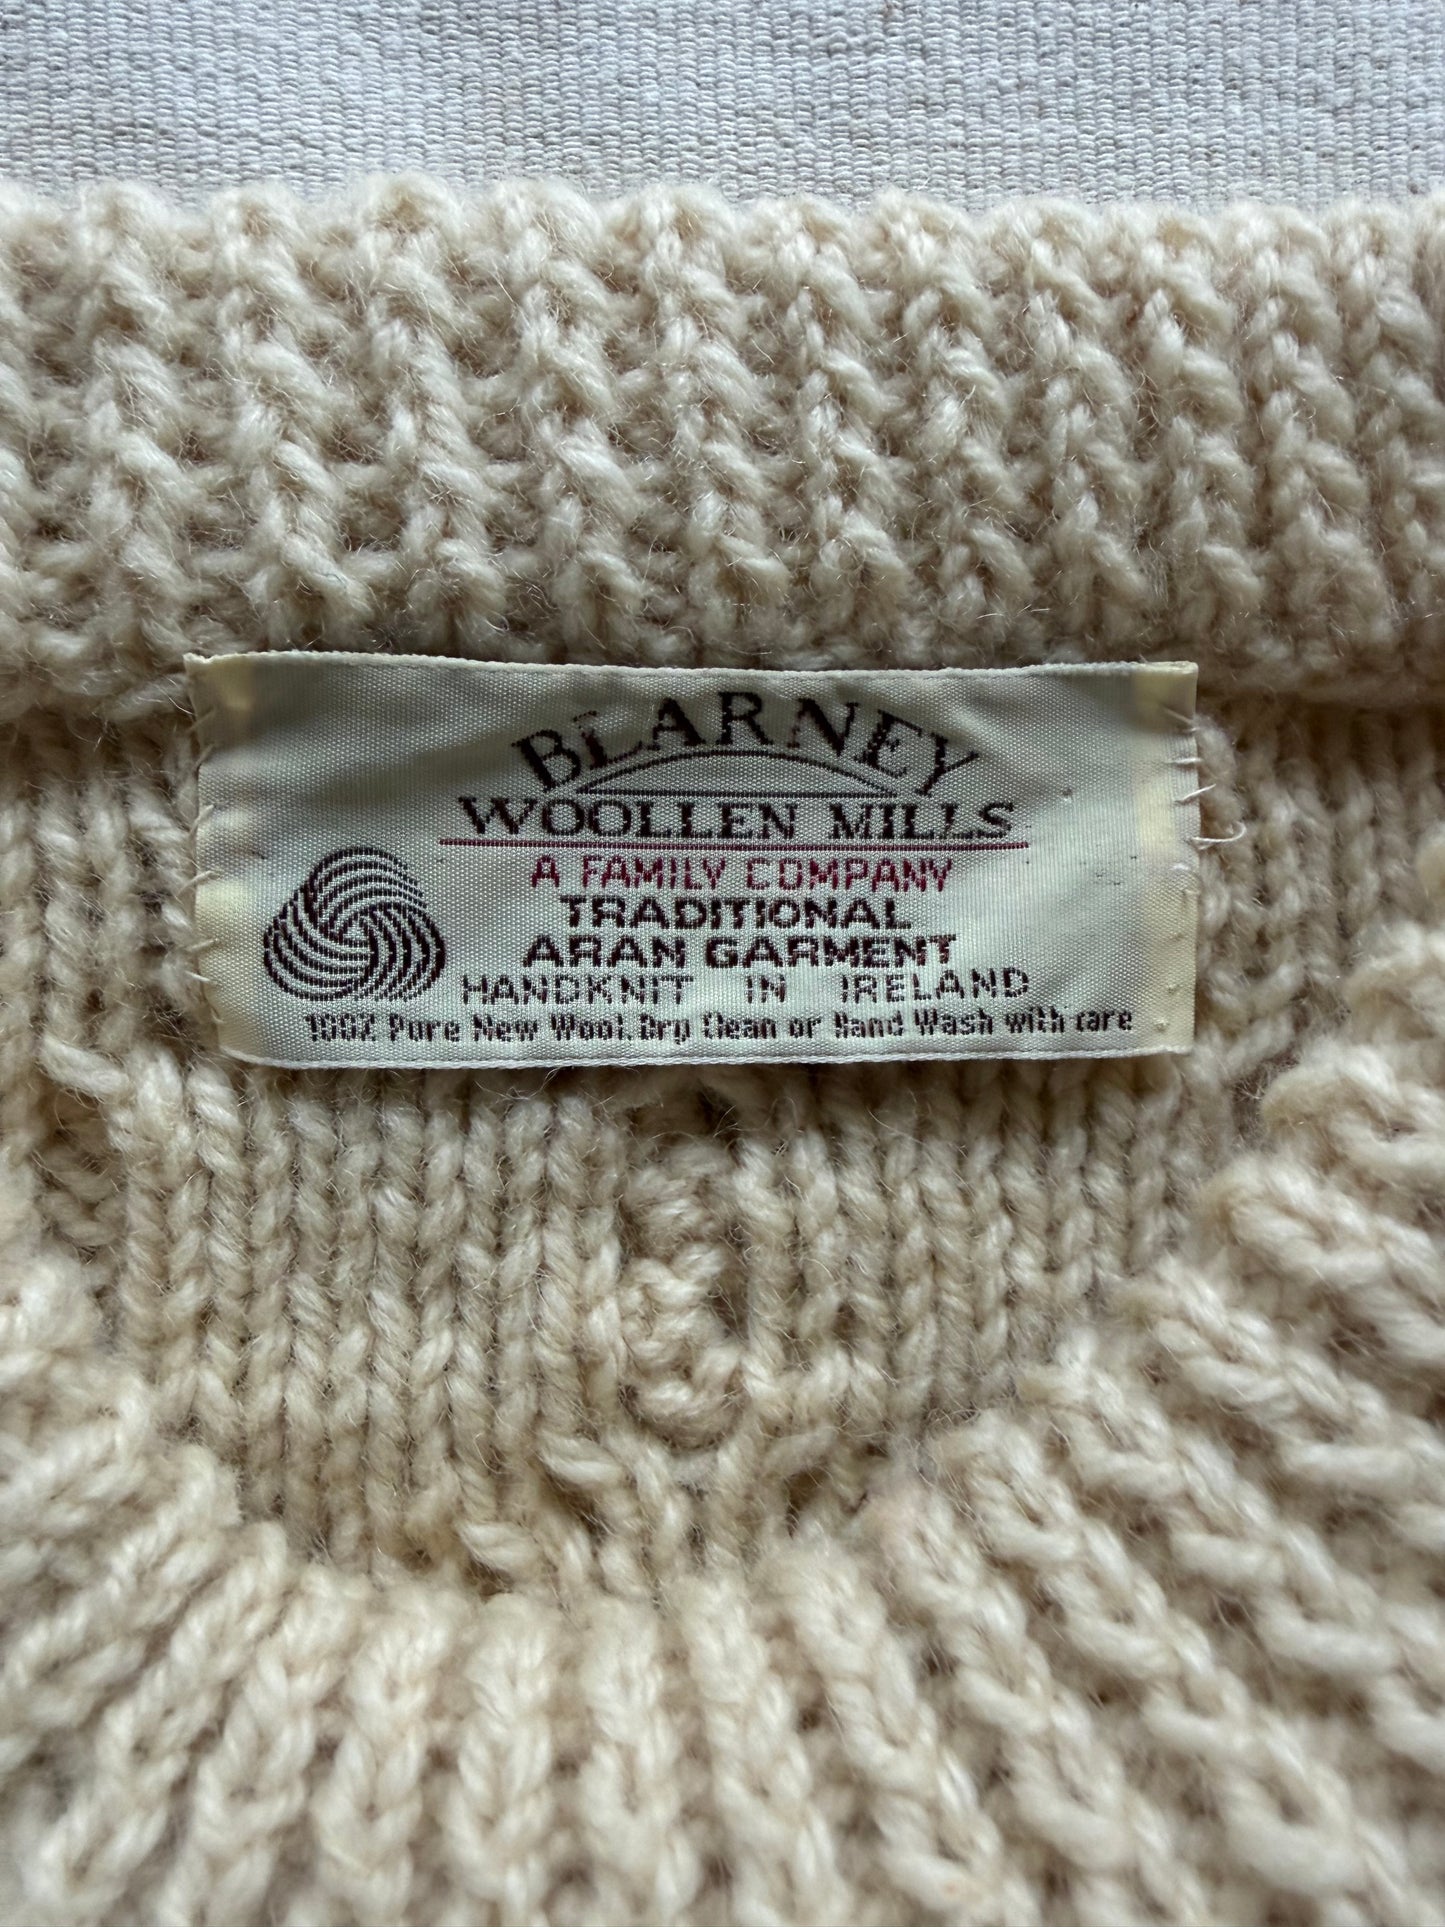 BLARNEY
WOOLLEN MILLS
A FAMILY COMPANY
TRADITIONAL
ARAN GARMENT
HANDKNIT IN IRELAND
100% Pure New Wool. Dry Clean or Hand Wash with care